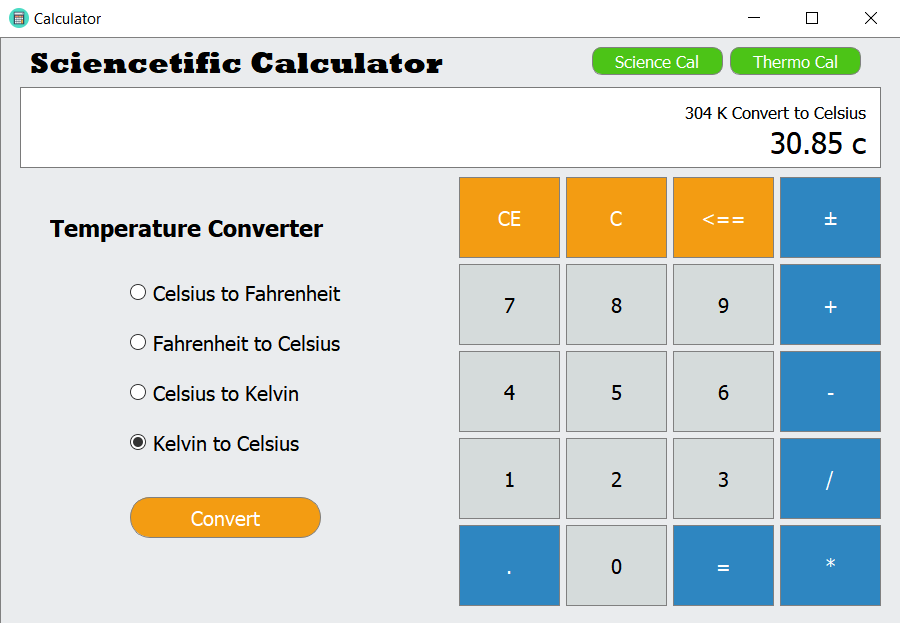 Calculator
Sciencetific Calculator
Science Cal
Thermo Cal
304 K Convert to Celsius
30.85 c
Temperature Converter
Celsius to Fahrenheit
Fahrenheit to Celsius
Celsius to Kelvin
Kelvin to Celsius
Convert
CE C <== ±
7 8 9 +
4 5 6 -
1 2 3 /
. 0 = *